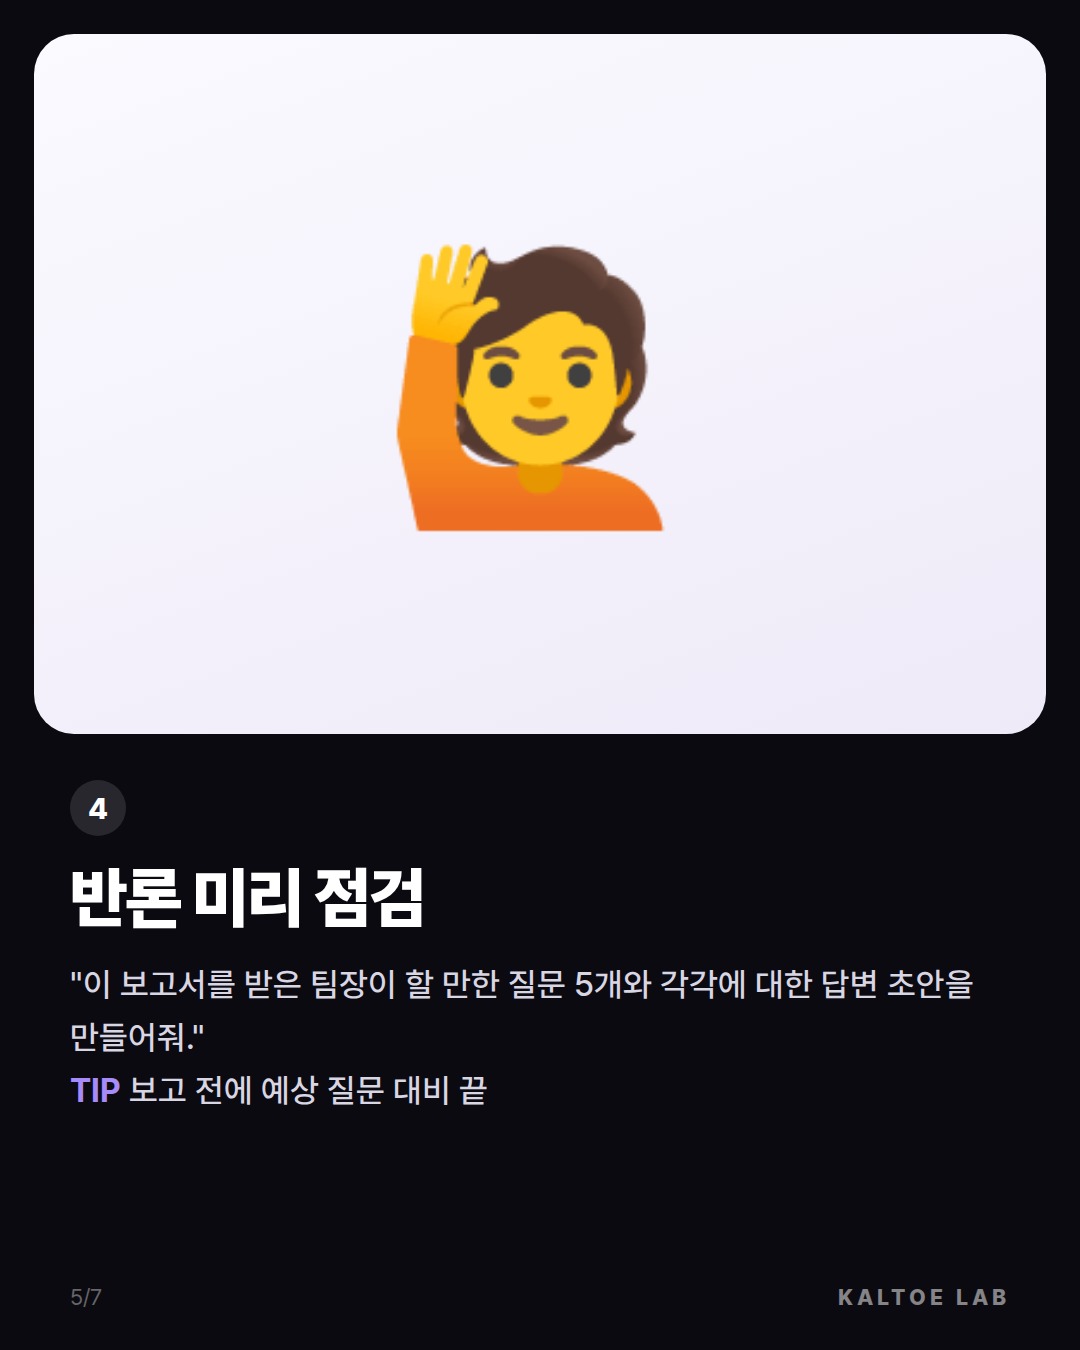 4
반론 미리 점검
"이 보고서를 받은 팀장이 할 만한 질문 5개와 각각에 대한 답변 초안을
만들어줘."
TIP 보고 전에 예상 질문 대비 끝
5/7
KALTOE LAB